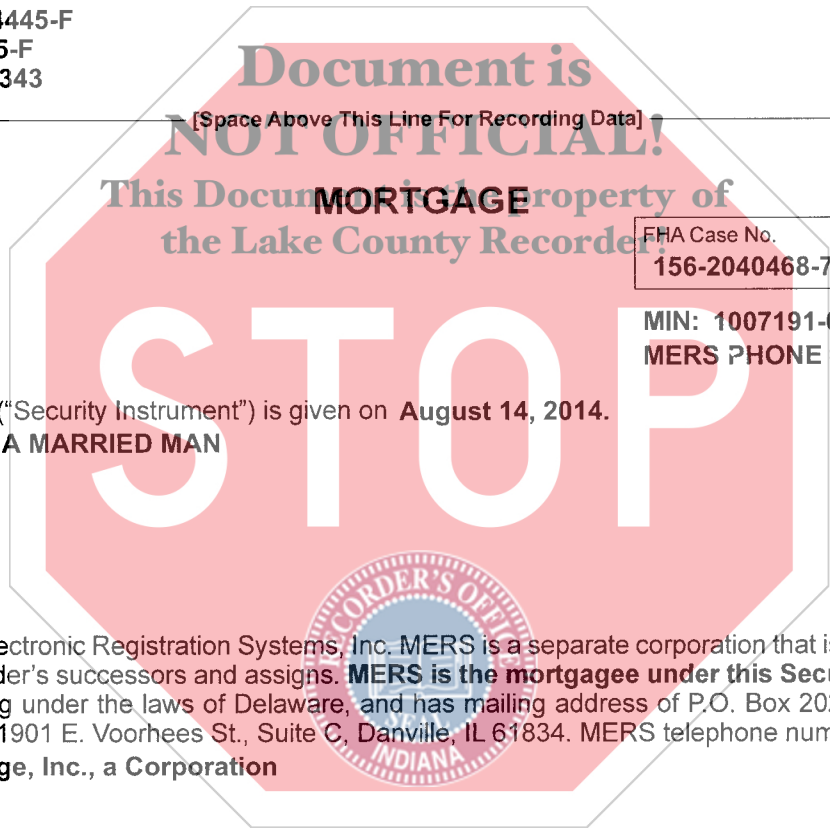 4445-F
5-F
343
Document is
[Space Above This Line For Recording Data]
NOT OFFICIAL!
This Document is the property of
MORTGAGE
the Lake County Recorder!
FHA Case No.
156-2040468-7
MIN: 1007191-
MERS PHONE
STOP
(“Security Instrument”) is given on August 14, 2014.
A MARRIED MAN
RECORDER'S OFFICE
ectronic Registration Systems, Inc. MERS is a separate corporation that is
der's successors and assigns. MERS is the mortgagee under this Secu
g under the laws of Delaware, and has mailing address of P.O. Box 202
SEAL
1901 E. Voorhees St., Suite C, Danville, IL 61834. MERS telephone num
INDIANA
ge, Inc., a Corporation